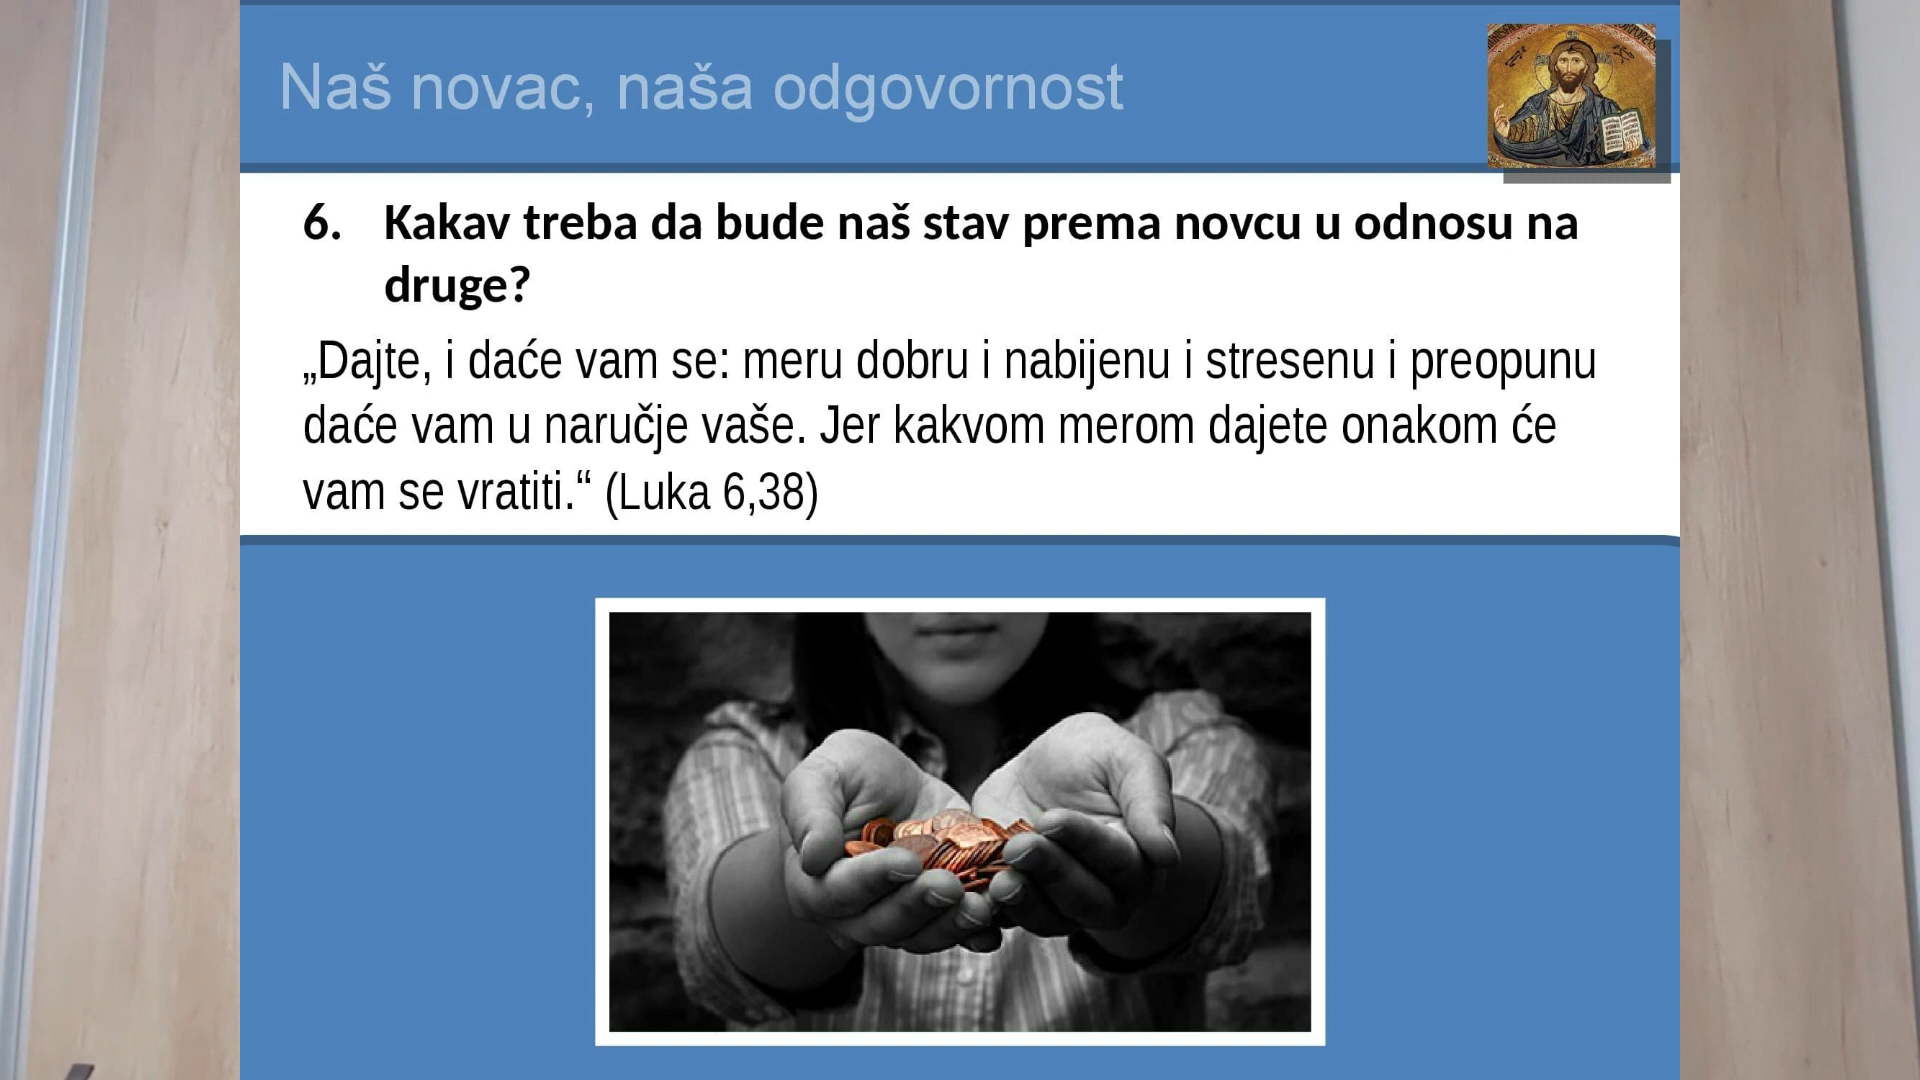 Naš novac, naša odgovornost
6. Kakav treba da bude naš stav prema novcu u odnosu na
druge?
„Dajte, i daće vam se: meru dobru i nabijenu i stresenu i preopunu
daće vam u naručje vaše. Jer kakvom merom dajete onakom će
vam se vratiti.“ (Luka 6,38)